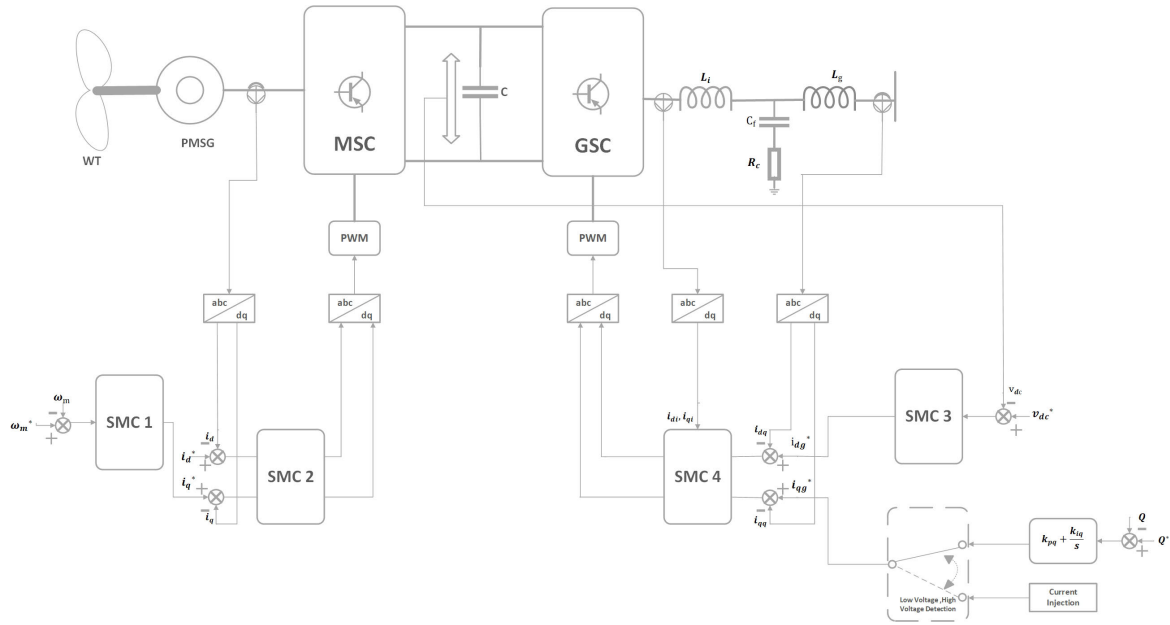 WT
PMSG
MSC
C
GSC
L_i
L_g
C_f
R_c
PWM
PWM
abc
dq
abc
dq
abc
dq
abc
dq
abc
dq
ω_m
ω_m*
SMC 1
i_d
i_d*
i_q*
i_q
SMC 2
i_di, i_qi
SMC 4
i_dq
i_dg*
i_qg*
i_qq
SMC 3
v_dc
v_dc*
Q
Q*
k_pq + k_iq/s
Low Voltage ,High
Voltage Detection
Current
Injection